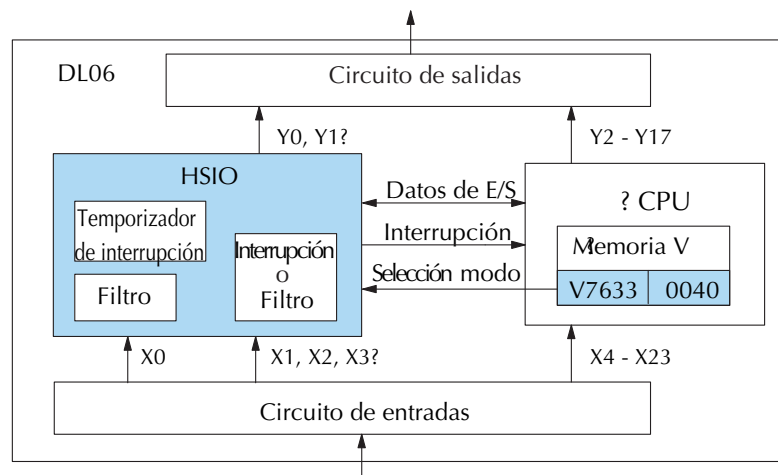 DL06
Circuito de salidas
Y0, Y1?
Y2 - Y17
HSIO
Temporizador
de interrupción
Filtro
Interrupción
o
Filtro
Datos de E/S
Interrupción
Selección modo
? CPU
Memoria V
V7633
0040
X0
X1, X2, X3?
X4 - X23
Circuito de entradas